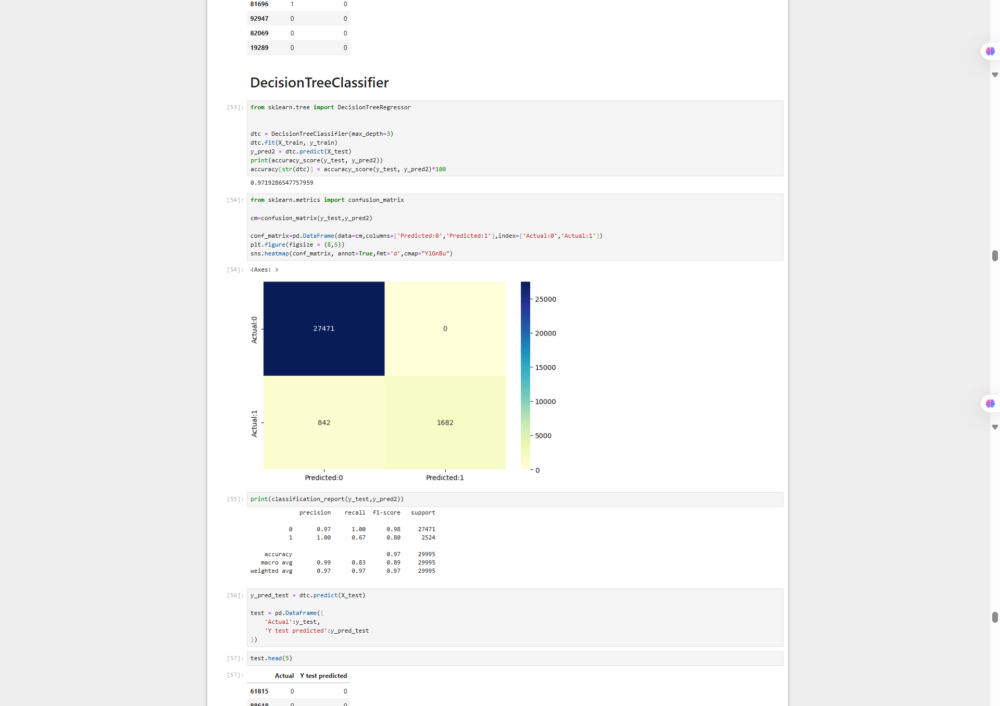 81696 1 0
92947 0 0
82069 0 0
19289 0 0
DecisionTreeClassifier
[53]: from sklearn.tree import DecisionTreeRegressor
dtc = DecisionTreeClassifier(max_depth=3)
dtc.fit(X_train, y_train)
y_pred2 = dtc.predict(X_test)
print(accuracy_score(y_test, y_pred2))
accuracy[str(dtc)] = accuracy_score(y_test, y_pred2)*100
0.9719286547757959
[54]: from sklearn.metrics import confusion_matrix
cm=confusion_matrix(y_test,y_pred2)
conf_matrix=pd.DataFrame(data=cm,columns=['Predicted:0','Predicted:1'],index=['Actual:0','Actual:1'])
plt.figure(figsize = (8,5))
sns.heatmap(conf_matrix, annot=True,fmt='d',cmap="YlGnBu")
[54]: <Axes: >
Actual:0
27471 0
Actual:1
842 1682
Predicted:0 Predicted:1
25000
20000
15000
10000
5000
0
[55]: print(classification_report(y_test,y_pred2))
precision recall f1-score support
0 0.97 1.00 0.98 27471
1 1.00 0.67 0.80 2524
accuracy 0.97 29995
macro avg 0.99 0.83 0.89 29995
weighted avg 0.97 0.97 0.97 29995
[56]: y_pred_test = dtc.predict(X_test)
test = pd.DataFrame({
'Actual':y_test,
'Y test predicted':y_pred_test
})
[57]: test.head(5)
[57]: Actual Y test predicted
61815 0 0
88618 0 0